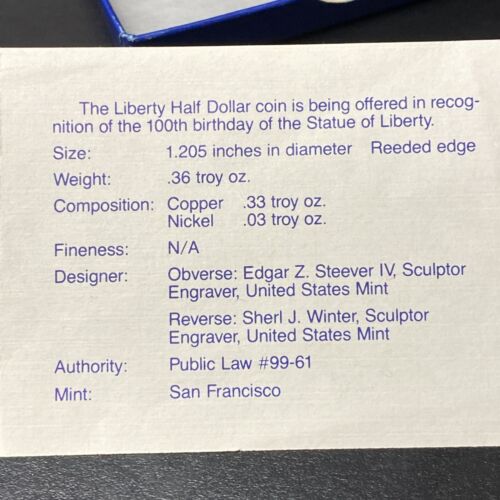 The Liberty Half Dollar coin is being offered in recog-
nition of the 100th birthday of the Statue of Liberty.
Size: 1.205 inches in diameter Reeded edge
Weight: .36 troy oz.
Composition: Copper .33 troy oz.
Nickel .03 troy oz.
Fineness: N/A
Designer: Obverse: Edgar Z. Steever IV, Sculptor
Engraver, United States Mint
Reverse: Sherl J. Winter, Sculptor
Engraver, United States Mint
Authority: Public Law #99-61
Mint: San Francisco